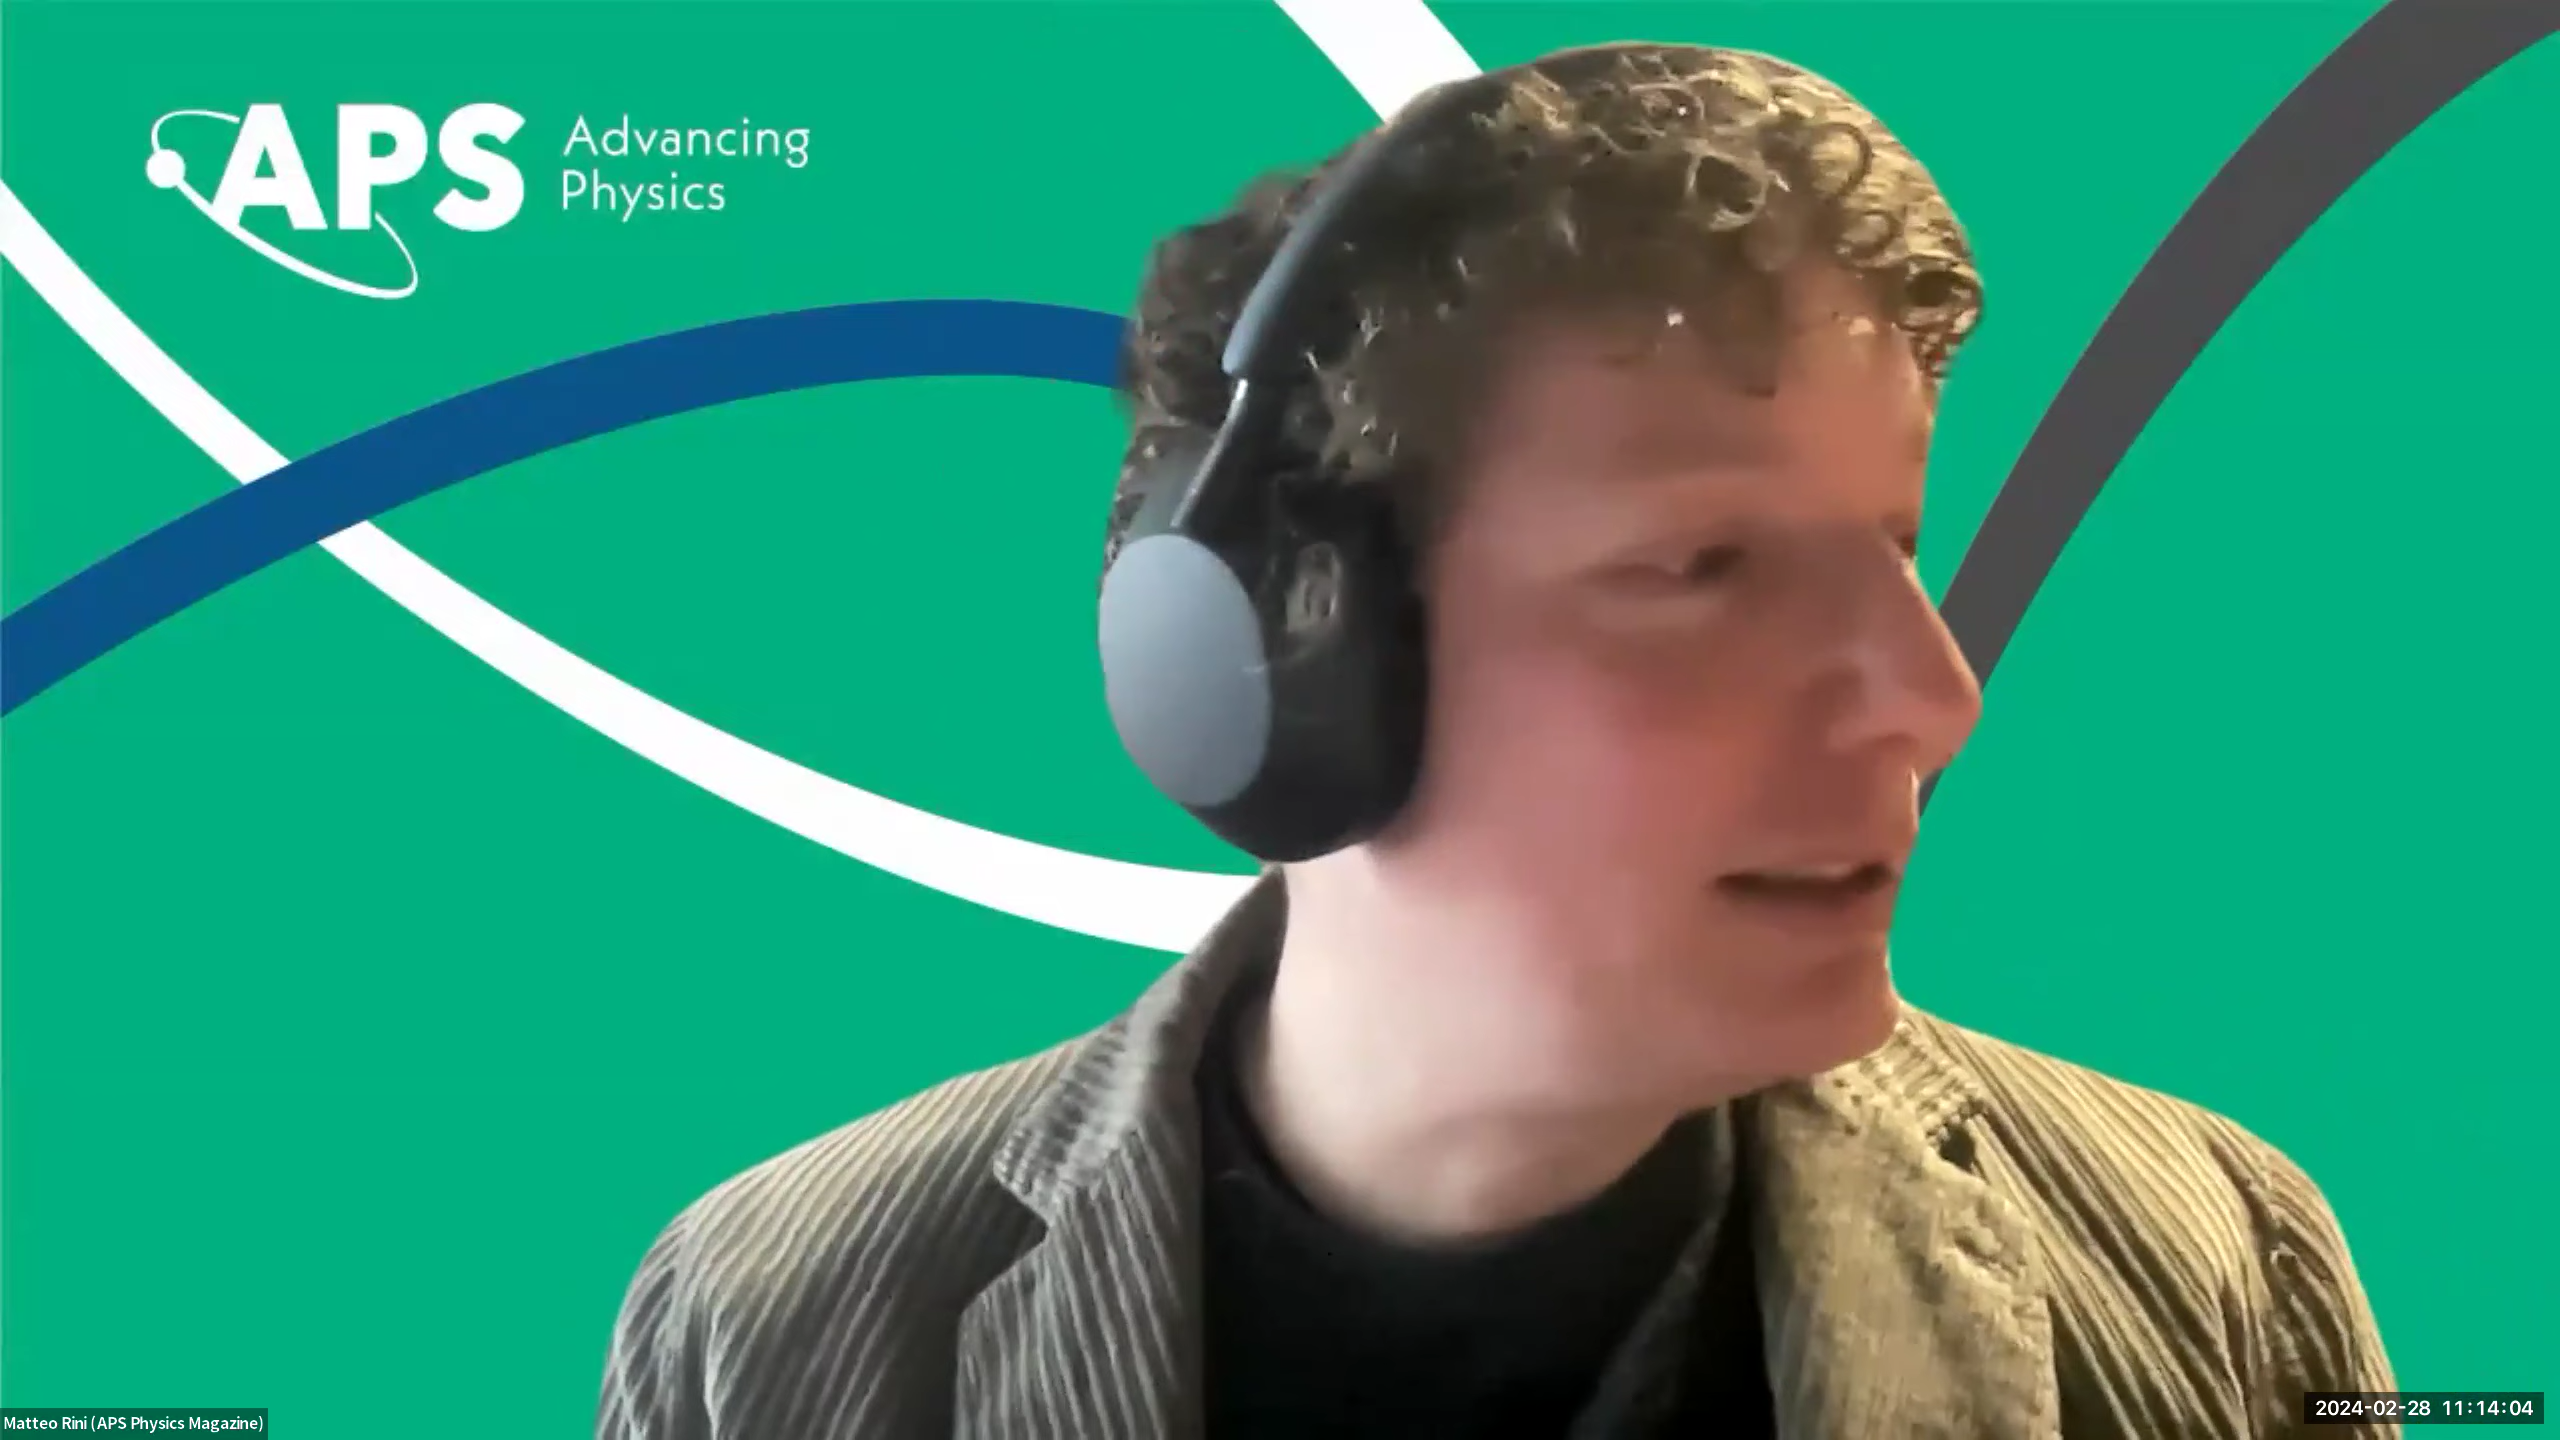 APS
Advancing
Physics
Matteo Rini (APS Physics Magazine)
2024-02-28 11:14:04